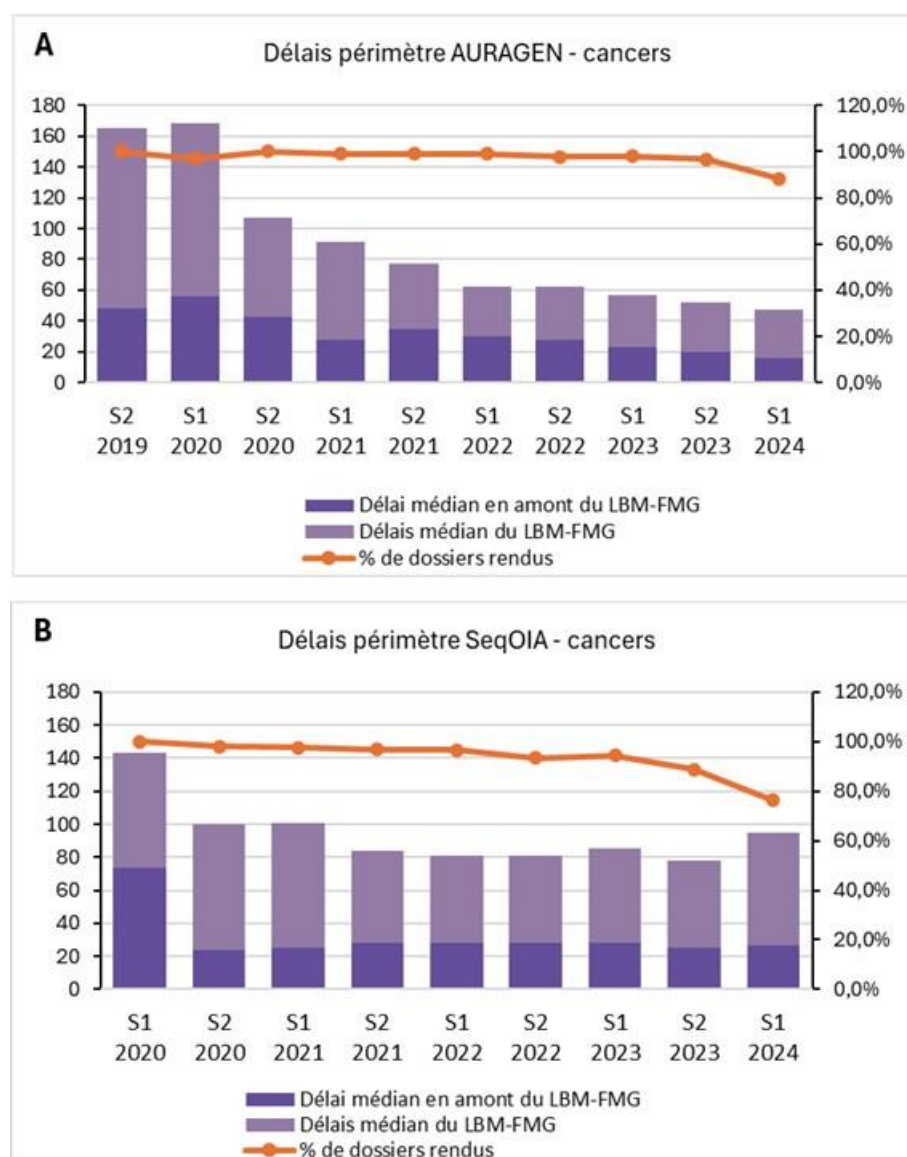 A
Délais périmètre AURAGEN - cancers
180 120,0%
160
140 100,0%
120 80,0%
100
80 60,0%
60 40,0%
40
20 20,0%
0 0,0%
S2 S1 S2 S1 S2 S1 S2 S1 S2 S1
2019 2020 2020 2021 2021 2022 2022 2023 2023 2024
Délai médian en amont du LBM-FMG
Délais médian du LBM-FMG
% de dossiers rendus
B
Délais périmètre SeqOIA - cancers
180 120,0%
160
140 100,0%
120 80,0%
100
80 60,0%
60 40,0%
40
20 20,0%
0 0,0%
S1 S2 S1 S2 S1 S2 S1 S2 S1
2020 2020 2021 2021 2022 2022 2023 2023 2024
Délai médian en amont du LBM-FMG
Délais médian du LBM-FMG
% de dossiers rendus